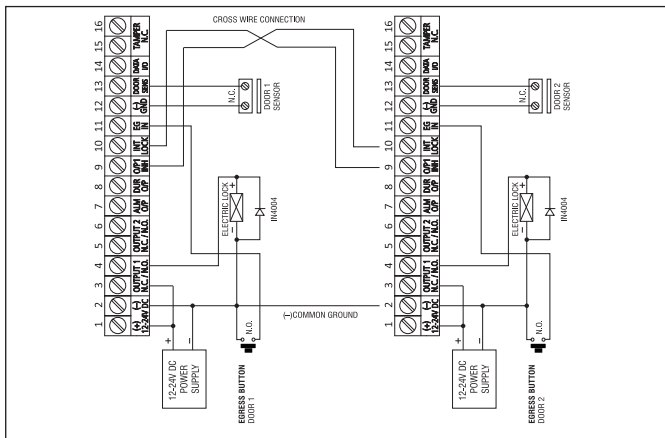 CROSS WIRE CONNECTION
16
15
14
13
12
11
10
9
8
7
6
5
4
3
2
1
TAMPER
N.C.
DATA
I/O
DOOR
SENS
(–)
GND
EG
IN
INT
LOCK
O/P1
INH
DUR
O/P
ALM
O/P
OUTPUT 2
N.C. / N.O.
OUTPUT 1
N.C. / N.O.
(–)
(+)
12-24V DC
N.C.
DOOR 1
SENSOR
+
ELECTRIC LOCK
–
IN4004
(–)COMMON GROUND
N.O.
+
–
12-24V DC
POWER
SUPPLY
EGRESS BUTTON
DOOR 1
16
15
14
13
12
11
10
9
8
7
6
5
4
3
2
1
TAMPER
N.C.
DATA
I/O
DOOR
SENS
(–)
GND
EG
IN
INT
LOCK
O/P1
INH
DUR
O/P
ALM
O/P
OUTPUT 2
N.C. / N.O.
OUTPUT 1
N.C. / N.O.
(–)
(+)
12-24V DC
N.C.
DOOR 2
SENSOR
+
ELECTRIC LOCK
–
IN4004
N.O.
+
–
12-24V DC
POWER
SUPPLY
EGRESS BUTTON
DOOR 2